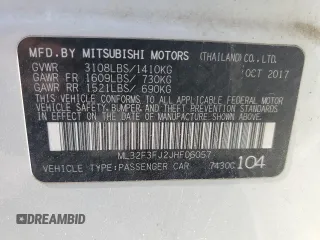 MFD.BY MITSUBISHI MOTORS (THAILAND) CO., LTD.
GVWR 3108LBS/1410KG OCT 2017
GAWR FR 1609LBS/ 730KG
GAWR RR 1521LBS/ 690KG
THIS VEHICLE CONFORMS TO ALL APPLICABLE
FEDERAL MOTOR VEHICLE SAFETY, BUMPER, AND
THEFT PREVENTION STANDARDS IN EFFECT ON
THE DATE OF MANUFACTURE SHOWN ABOVE.
ML32F3FJ2JHF06057
VEHICLE TYPE:PASSENGER CAR 7430C 104